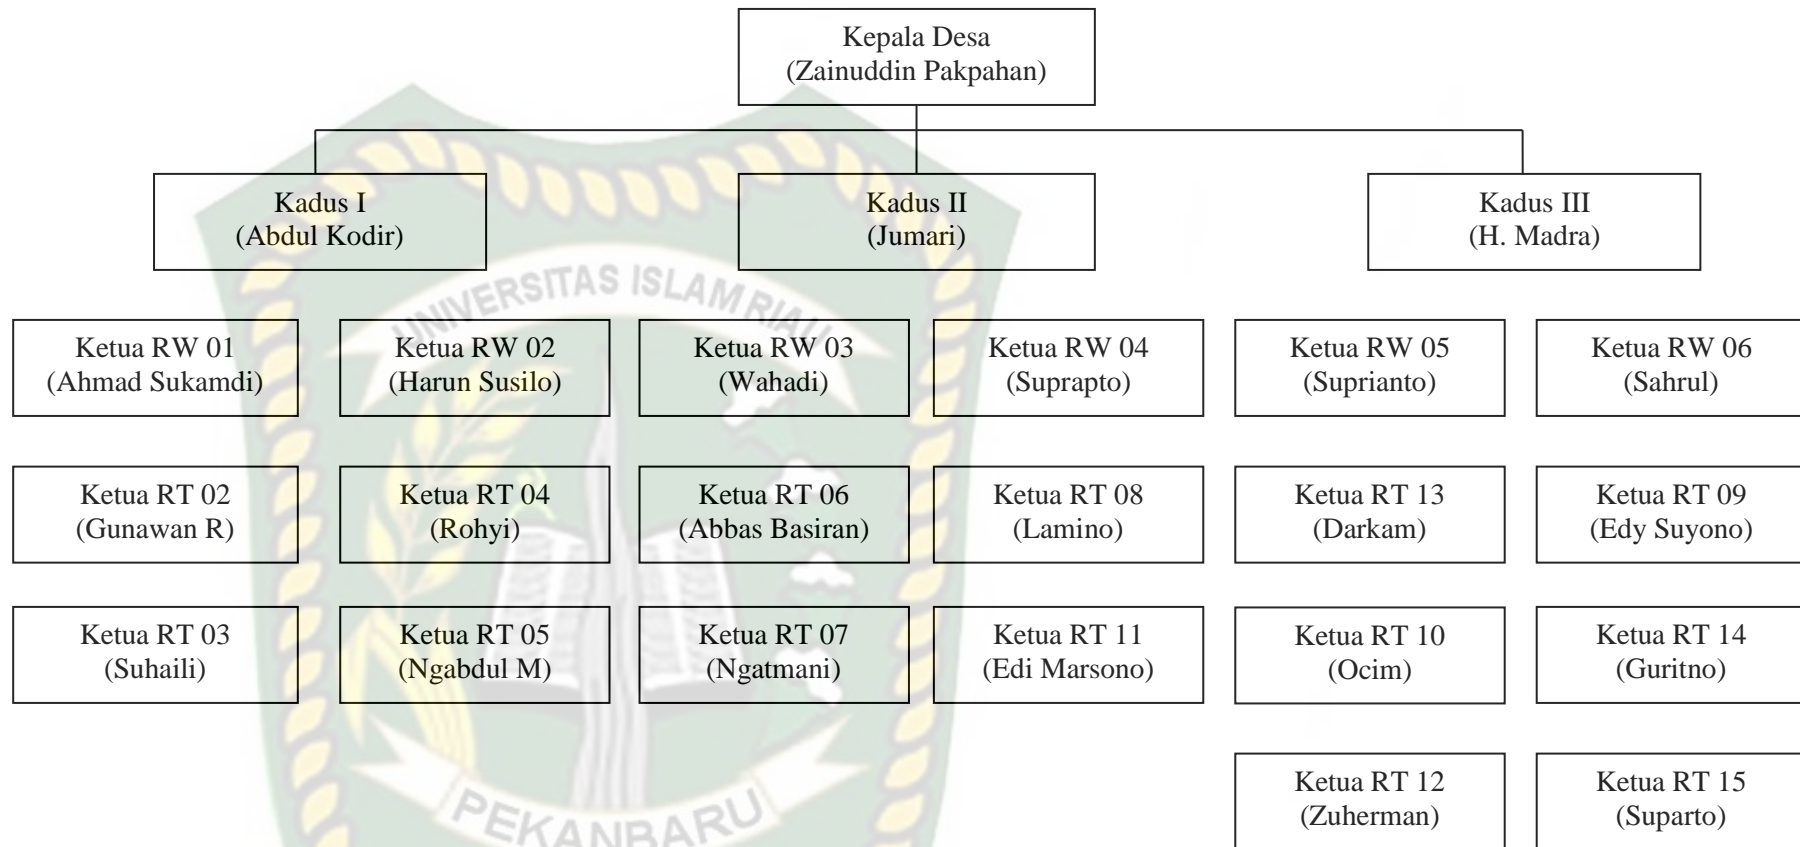 Kepala Desa
(Zainuddin Pakpahan)
Kadus I
(Abdul Kodir)
Kadus II
(Jumari)
Kadus III
(H. Madra)
UNIVERSITAS ISLAM RIAU
Ketua RW 01
(Ahmad Sukamdi)
Ketua RW 02
(Harun Susilo)
Ketua RW 03
(Wahadi)
Ketua RW 04
(Suprapto)
Ketua RW 05
(Suprianto)
Ketua RW 06
(Sahrul)
Ketua RT 02
(Gunawan R)
Ketua RT 04
(Rohyi)
Ketua RT 06
(Abbas Basiran)
Ketua RT 08
(Lamino)
Ketua RT 13
(Darkam)
Ketua RT 09
(Edy Suyono)
Ketua RT 03
(Suhaili)
Ketua RT 05
(Ngabdul M)
Ketua RT 07
(Ngatmani)
Ketua RT 11
(Edi Marsono)
Ketua RT 10
(Ocim)
Ketua RT 14
(Guritno)
Ketua RT 12
(Zuherman)
Ketua RT 15
(Suparto)
PEKANBARU